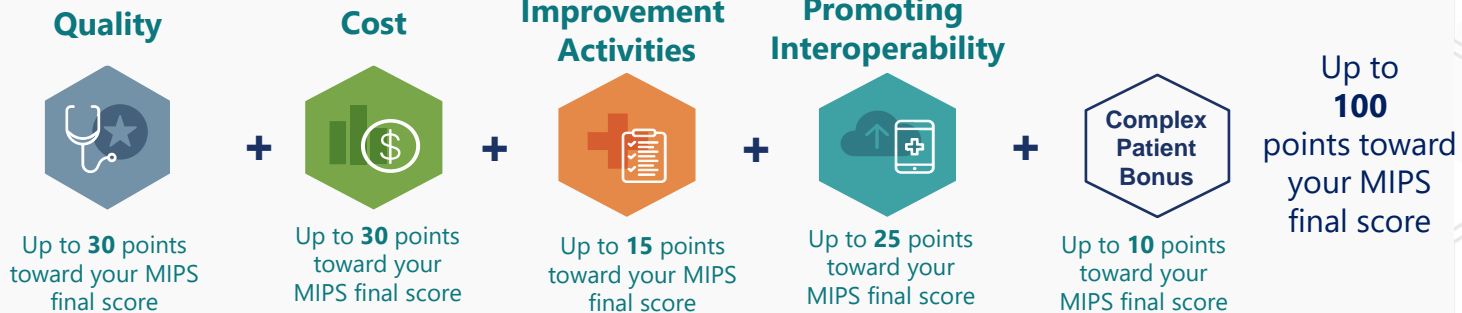 Quality
Up to 30 points
toward your MIPS
final score
+
Cost
Up to 30 points
toward your
MIPS final score
+
Improvement
Activities
Up to 15 points
toward your MIPS
final score
+
Promoting
Interoperability
Up to 25 points
toward your
MIPS final score
+
Complex
Patient
Bonus
Up to 10 points
toward your
MIPS final score
Up to
100
points toward
your MIPS
final score
$